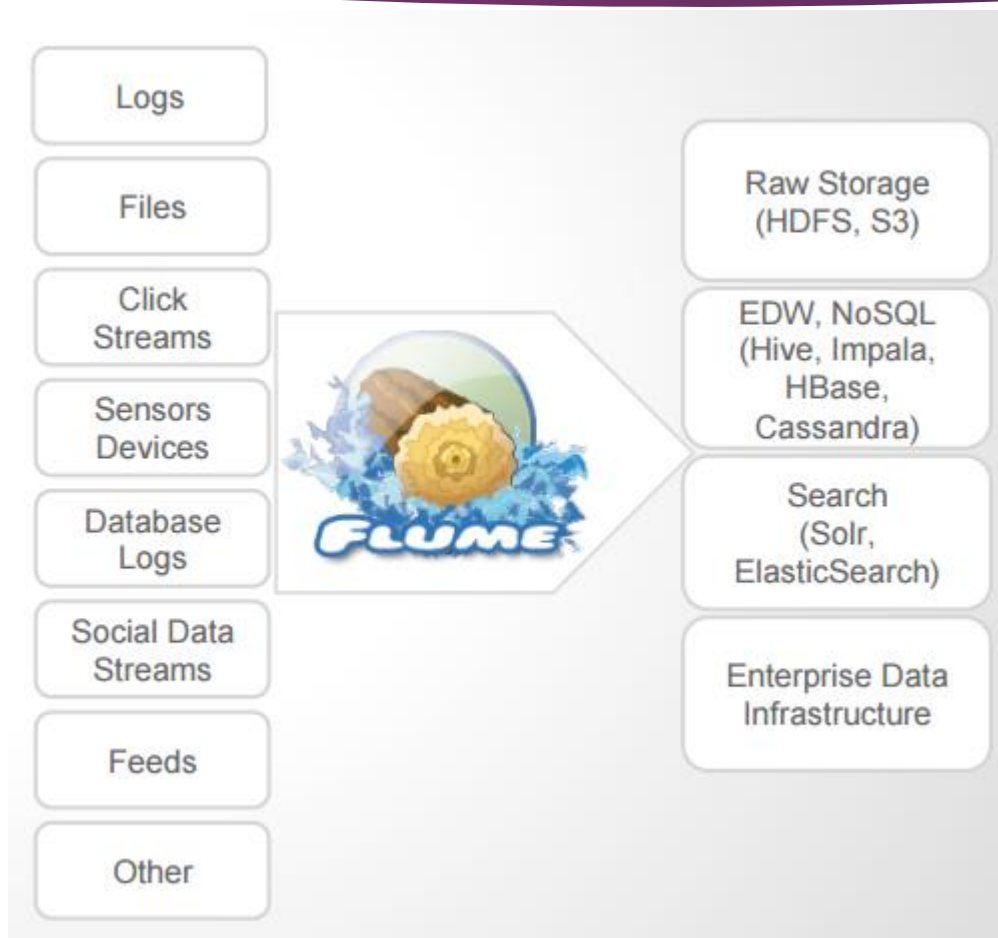 Logs
Files
Click
Streams
Sensors
Devices
Database
Logs
Social Data
Streams
Feeds
Other
FLUME
Raw Storage
(HDFS, S3)
EDW, NoSQL
(Hive, Impala,
HBase,
Cassandra)
Search
(Solr,
ElasticSearch)
Enterprise Data
Infrastructure